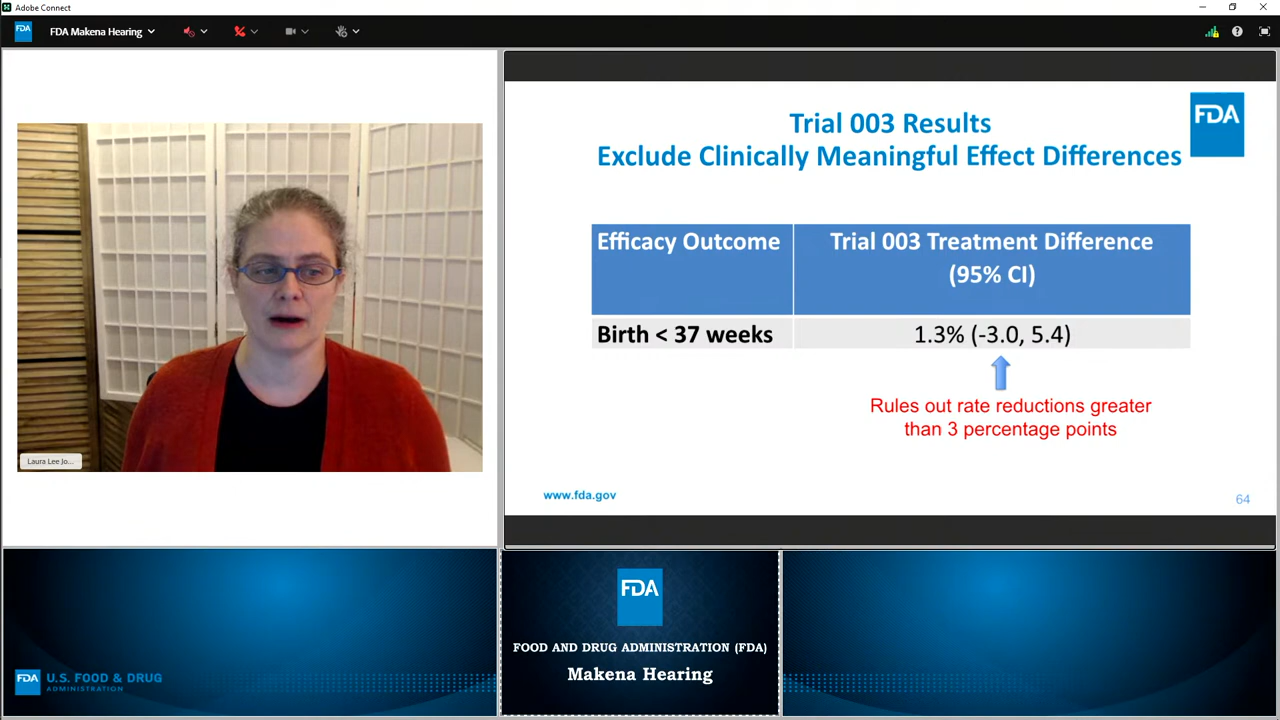 Adobe Connect
FDA
FDA Makena Hearing
Laura Lee Jo...
FDA
Trial 003 Results
Exclude Clinically Meaningful Effect Differences
Efficacy Outcome
Trial 003 Treatment Difference
(95% CI)
Birth < 37 weeks
1.3% (-3.0, 5.4)
Rules out rate reductions greater
than 3 percentage points
www.fda.gov
64
FDA
U.S. FOOD & DRUG
ADMINISTRATION
FDA
FOOD AND DRUG ADMINISTRATION (FDA)
Makena Hearing